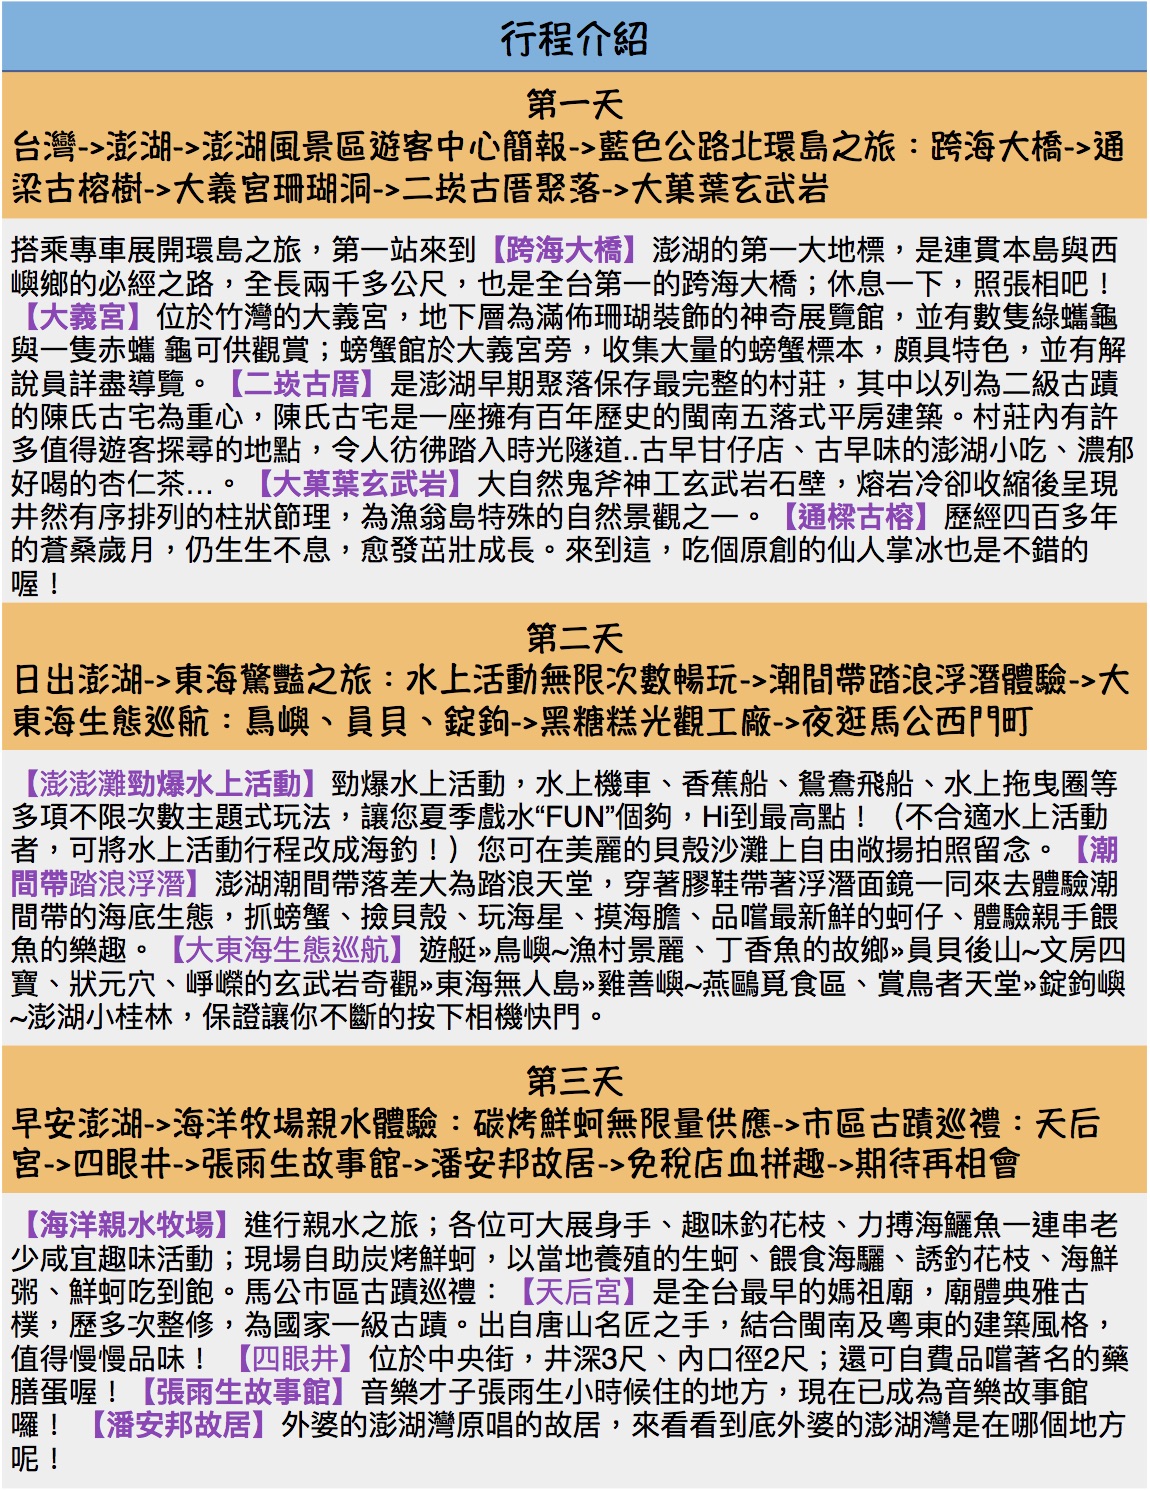 行程介紹
第一天
台灣->澎湖->澎湖風景區遊客中心簡報->藍色公路北環島之旅：跨海大橋->通
梁古榕樹->大義宮珊瑚洞->二崁古厝聚落->大菓葉玄武岩
搭乘專車展開環島之旅，第一站來到【跨海大橋】澎湖的第一大地標，是連貫本島與西
嶼鄉的必經之路，全長兩千多公尺，也是全台第一的跨海大橋；休息一下，照張相吧！
【大義宮】位於竹灣的大義宮，地下層為滿佈珊瑚裝飾的神奇展覽館，並有數隻綠蠵龜
與一隻赤蠵 龜可供觀賞；螃蟹館於大義宮旁，收集大量的螃蟹標本，頗具特色，並有解
說員詳盡導覽。【二崁古厝】是澎湖早期聚落保存最完整的村莊，其中以列為二級古蹟
的陳氏古宅為重心，陳氏古宅是一座擁有百年歷史的閩南五落式平房建築。村莊內有許
多值得遊客探尋的地點，令人彷彿踏入時光隧道..古早甘仔店、古早味的澎湖小吃、濃郁
好喝的杏仁茶...。【大菓葉玄武岩】大自然鬼斧神工玄武岩石壁，熔岩冷卻收縮後呈現
井然有序排列的柱狀節理，為漁翁島特殊的自然景觀之一。【通樑古榕】歷經四百多年
的蒼桑歲月，仍生生不息，愈發茁壯成長。來到這，吃個原創的仙人掌冰也是不錯的
喔！
第二天
日出澎湖->東海驚豔之旅：水上活動無限次數暢玩->潮間帶踏浪浮潛體驗->大
東海生態巡航：鳥嶼、員貝、錠鉤->黑糖糕光觀工廠->夜逛馬公西門町
【澎澎灘勁爆水上活動】勁爆水上活動，水上機車、香蕉船、鴛鴦飛船、水上拖曳圈等
多項不限次數主題式玩法，讓您夏季戲水“FUN”個夠，Hi到最高點！（不合適水上活動
者，可將水上活動行程改成海釣！）您可在美麗的貝殼沙灘上自由敞揚拍照留念。【潮
間帶踏浪浮潛】澎湖潮間帶落差大為踏浪天堂，穿著膠鞋帶著浮潛面鏡一同來去體驗潮
間帶的海底生態，抓螃蟹、撿貝殼、玩海星、摸海膽、品嚐最新鮮的蚵仔、體驗親手餵
魚的樂趣。【大東海生態巡航】遊艇»鳥嶼~漁村景麗、丁香魚的故鄉»員貝後山~文房四
寶、狀元穴、崢嶸的玄武岩奇觀»東海無人島»雞善嶼~燕鷗覓食區、賞鳥者天堂»錠鉤嶼
~澎湖小桂林，保證讓你不斷的按下相機快門。
第三天
早安澎湖->海洋牧場親水體驗：碳烤鮮蚵無限量供應->市區古蹟巡禮：天后
宮->四眼井->張雨生故事館->潘安邦故居->免稅店血拼趣->期待再相會
【海洋親水牧場】進行親水之旅；各位可大展身手、趣味釣花枝、力搏海鱺魚一連串老
少咸宜趣味活動；現場自助炭烤鮮蚵，以當地養殖的生蚵、餵食海驪、誘釣花枝、海鮮
粥、鮮蚵吃到飽。馬公市區古蹟巡禮：【天后宮】是全台最早的媽祖廟，廟體典雅古
樸，歷多次整修，為國家一級古蹟。出自唐山名匠之手，結合閩南及粵東的建築風格，
值得慢慢品味！【四眼井】位於中央街，井深3尺、內口徑2尺；還可自費品嚐著名的藥
膳蛋喔！【張雨生故事館】音樂才子張雨生小時候住的地方，現在已成為音樂故事館
囉！【潘安邦故居】外婆的澎湖灣原唱的故居，來看看到底外婆的澎湖灣是在哪個地方
呢！